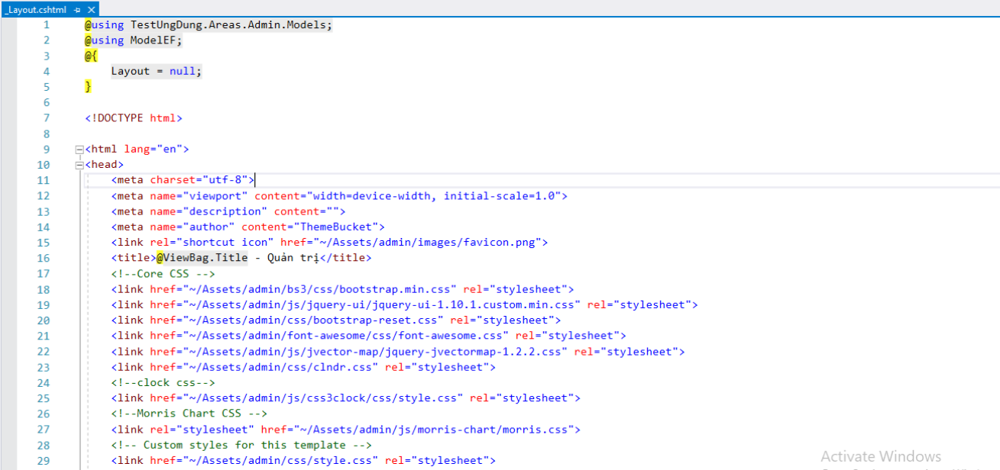 _Layout.cshtml
1 @using TestUngDung.Areas.Admin.Models;
2 @using ModelEF;
3 @{
4 Layout = null;
5 }
6
7 <!DOCTYPE html>
8
9 <html lang="en">
10 <head>
11 <meta charset="utf-8">
12 <meta name="viewport" content="width=device-width, initial-scale=1.0">
13 <meta name="description" content="">
14 <meta name="author" content="ThemeBucket">
15 <link rel="shortcut icon" href="~/Assets/admin/images/favicon.png">
16 <title>@ViewBag.Title - Quản trị</title>
17 <!--Core CSS -->
18 <link href="~/Assets/admin/bs3/css/bootstrap.min.css" rel="stylesheet">
19 <link href="~/Assets/admin/js/jquery-ui/jquery-ui-1.10.1.custom.min.css" rel="stylesheet">
20 <link href="~/Assets/admin/css/bootstrap-reset.css" rel="stylesheet">
21 <link href="~/Assets/admin/font-awesome/css/font-awesome.css" rel="stylesheet">
22 <link href="~/Assets/admin/js/jvector-map/jquery-jvectormap-1.2.2.css" rel="stylesheet">
23 <link href="~/Assets/admin/css/clndr.css" rel="stylesheet">
24 <!--clock css-->
25 <link href="~/Assets/admin/js/css3clock/css/style.css" rel="stylesheet">
26 <!--Morris Chart CSS -->
27 <link rel="stylesheet" href="~/Assets/admin/js/morris-chart/morris.css">
28 <!-- Custom styles for this template -->
29 <link href="~/Assets/admin/css/style.css" rel="stylesheet">
Activate Windows